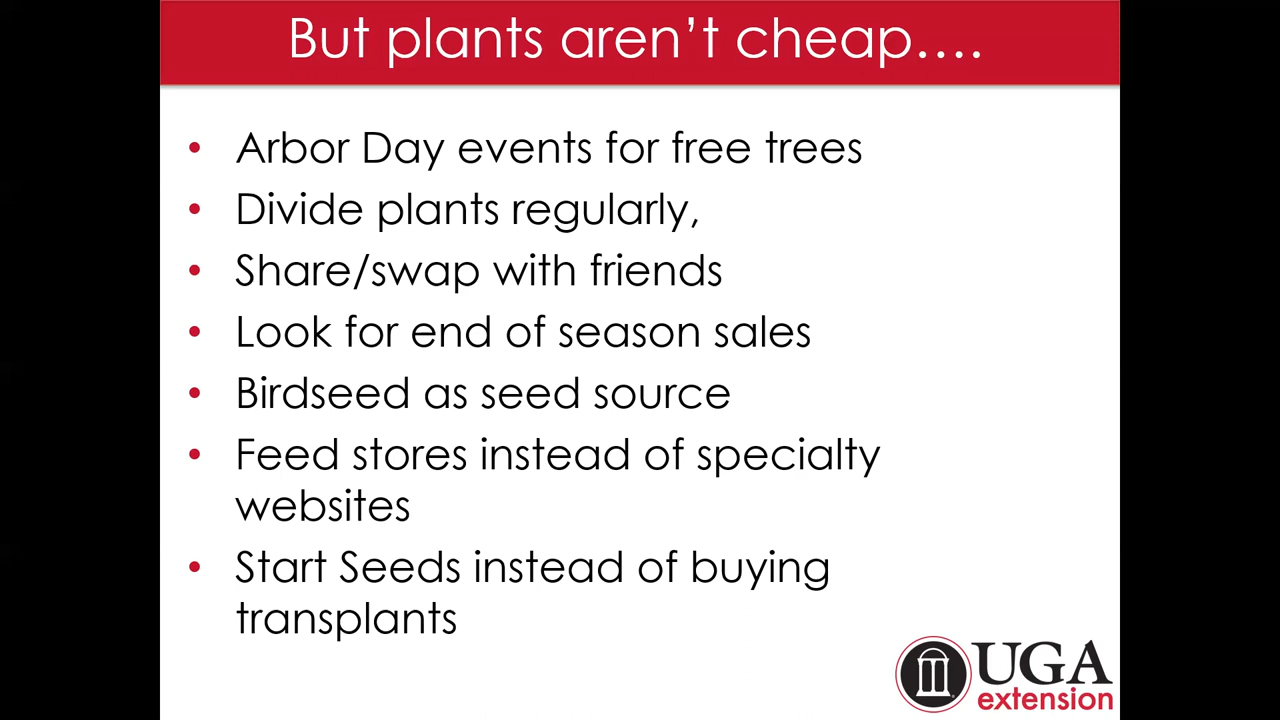 But plants aren’t cheap….
• Arbor Day events for free trees
• Divide plants regularly,
• Share/swap with friends
• Look for end of season sales
• Birdseed as seed source
• Feed stores instead of specialty
websites
• Start Seeds instead of buying
transplants
UGA
extension